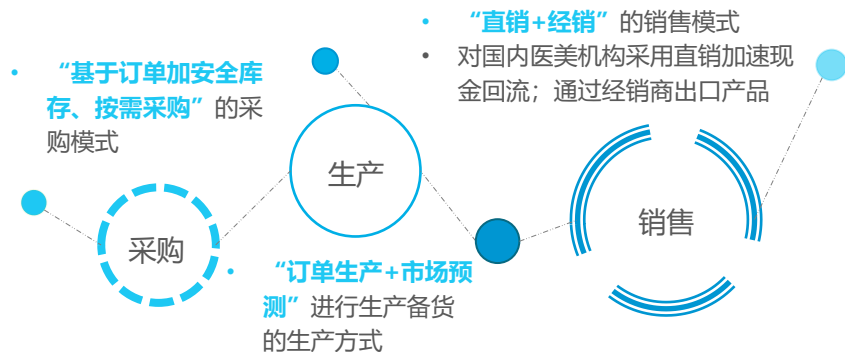 • “基于订单加安全库
存、按需采购”的采
购模式
采购
生产
• “订单生产+市场预
测”进行生产备货
的生产方式
• “直销+经销”的销售模式
• 对国内医美机构采用直销加速现
金回流；通过经销商出口产品
销售